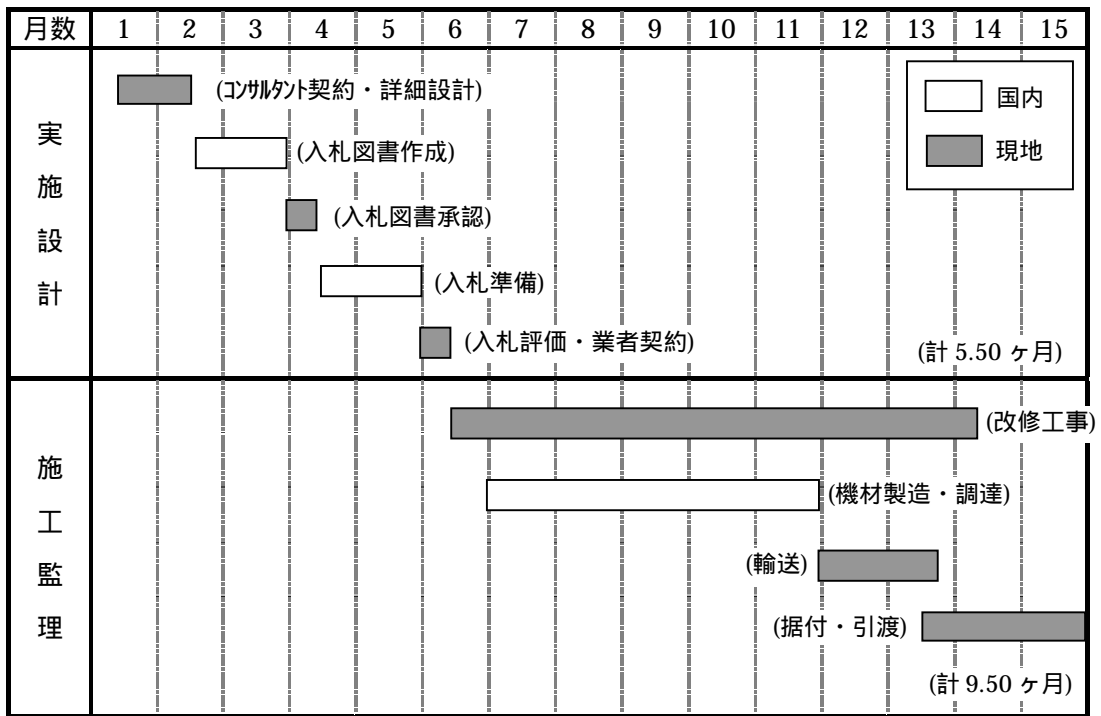 月数 1 2 3 4 5 6 7 8 9 10 11 12 13 14 15
実施設計
(ｺﾝｻﾙﾀﾝﾄ契約・詳細設計)
国内
現地
(入札図書作成)
(入札図書承認)
(入札準備)
(入札評価・業者契約)
(計 5.50 ヶ月)
施工監理
(改修工事)
(機材製造・調達)
(輸送)
(据付・引渡)
(計 9.50 ヶ月)